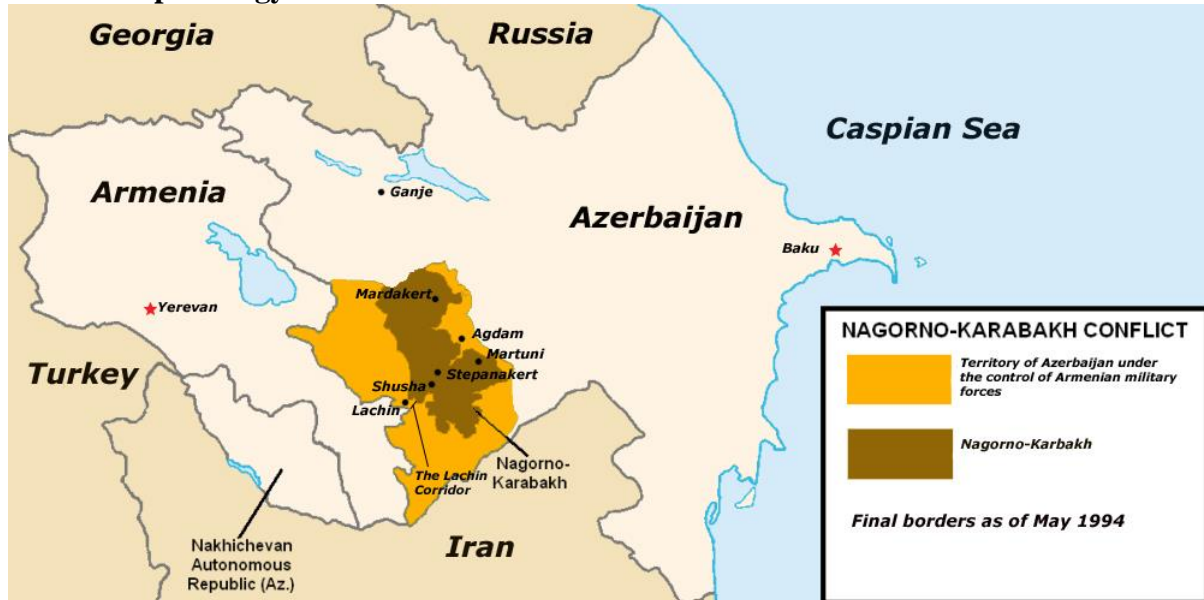 Georgia
Russia
Caspian Sea
Armenia
Ganje
Azerbaijan
Baku
Mardakert
Yerevan
Agdam
Martuni
Turkey
Stepanakert
Shusha
Lachin
The Lachin
Corridor
Nagorno-
Karabakh
Iran
Nakhichevan
Autonomous
Republic (Az.)
NAGORNO-KARABAKH CONFLICT
Territory of Azerbaijan under
the control of Armenian military
forces
Nagorno-Karbakh
Final borders as of May 1994